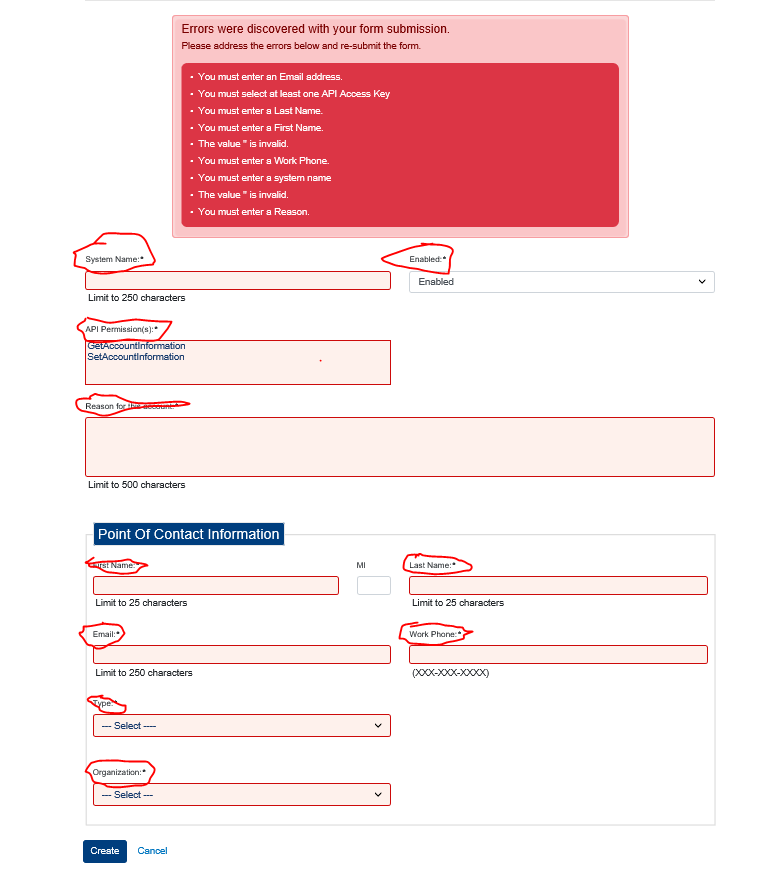 Errors were discovered with your form submission.
Please address the errors below and re-submit the form.
• You must enter an Email address.
• You must select at least one API Access Key
• You must enter a Last Name.
• You must enter a First Name.
• The value '' is invalid.
• You must enter a Work Phone.
• You must enter a system name
• The value '' is invalid.
• You must enter a Reason.
System Name:* Enabled:*
Enabled
Limit to 250 characters
API Permission(s):*
GetAccountInformation
SetAccountInformation
Reason for this account:*
Limit to 500 characters
Point Of Contact Information
First Name:* MI Last Name:*
Limit to 25 characters Limit to 25 characters
Email:* Work Phone:*
Limit to 250 characters (XXX-XXX-XXXX)
Type:*
--- Select ----
Organization:*
--- Select ---
Create Cancel